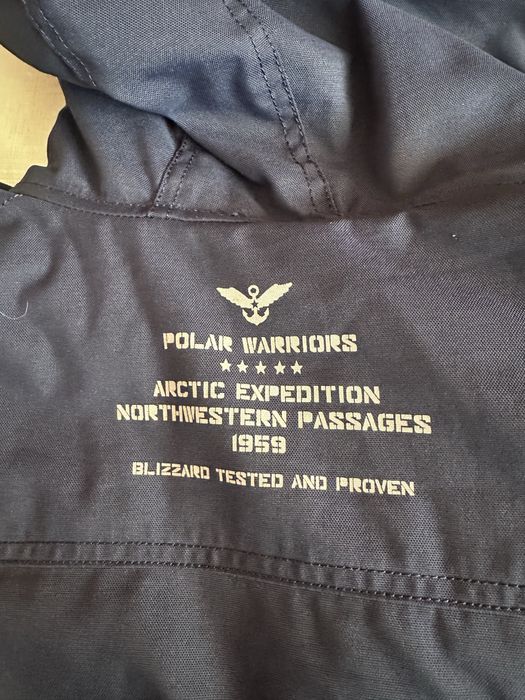 POLAR WARRIORS
★★★★★
ARCTIC EXPEDITION
NORTHWESTERN PASSAGES
1959
BLIZZARD TESTED AND PROVEN